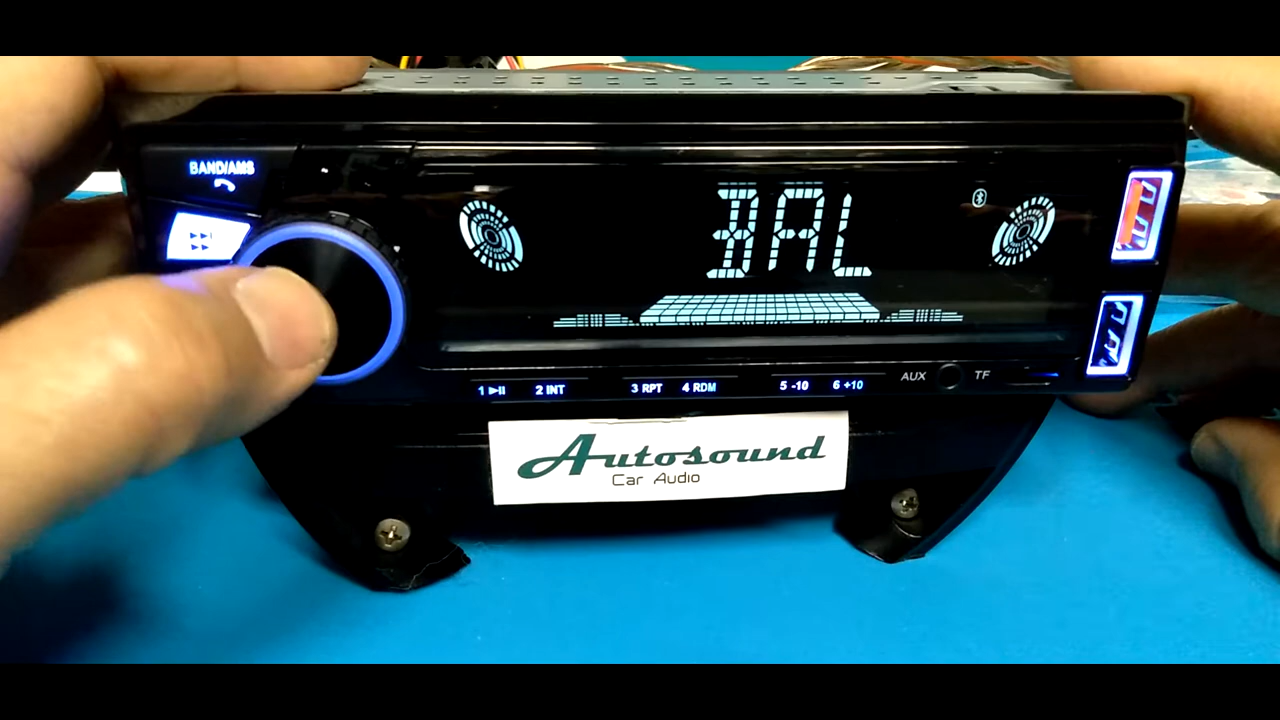 BAND/AMS
BAL
1 2 INT 3 RPT 4 RDM 5 -10 6 +10 AUX TF
Autosound
Car Audio